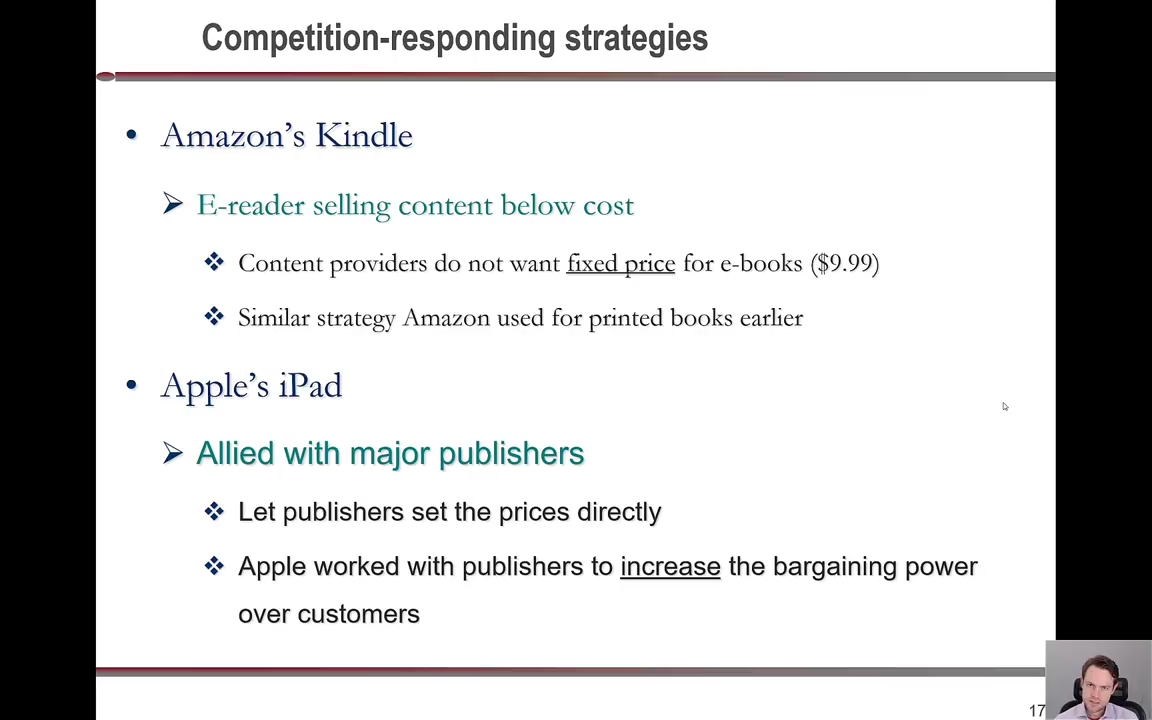 Competition-responding strategies
• Amazon’s Kindle
➢ E-reader selling content below cost
❖ Content providers do not want fixed price for e-books ($9.99)
❖ Similar strategy Amazon used for printed books earlier
• Apple’s iPad
➢ Allied with major publishers
❖ Let publishers set the prices directly
❖ Apple worked with publishers to increase the bargaining power
over customers
17